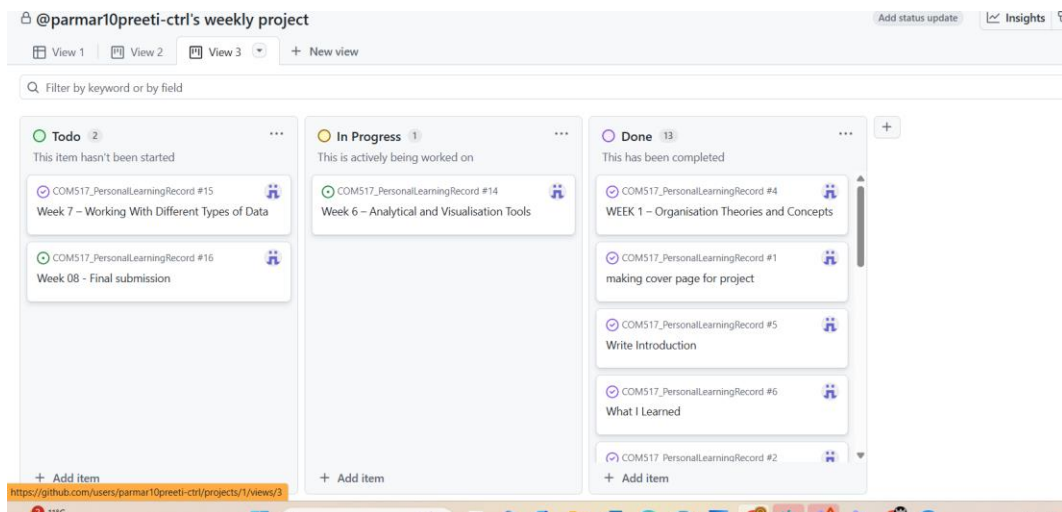 @parmar10preeti-ctrl's weekly project
Add status update
Insights
View 1
View 2
View 3
+ New view
Filter by keyword or by field
Todo 2
This item hasn't been started
COM517_PersonalLearningRecord #15
Week 7 – Working With Different Types of Data
COM517_PersonalLearningRecord #16
Week 08 - Final submission
+ Add item
In Progress 1
This is actively being worked on
COM517_PersonalLearningRecord #14
Week 6 – Analytical and Visualisation Tools
+ Add item
Done 13
This has been completed
COM517_PersonalLearningRecord #4
WEEK 1 – Organisation Theories and Concepts
COM517_PersonalLearningRecord #1
making cover page for project
COM517_PersonalLearningRecord #5
Write Introduction
COM517_PersonalLearningRecord #6
What I Learned
COM517_PersonalLearningRecord #2
+ Add item
https://github.com/users/parmar10preeti-ctrl/projects/1/views/3